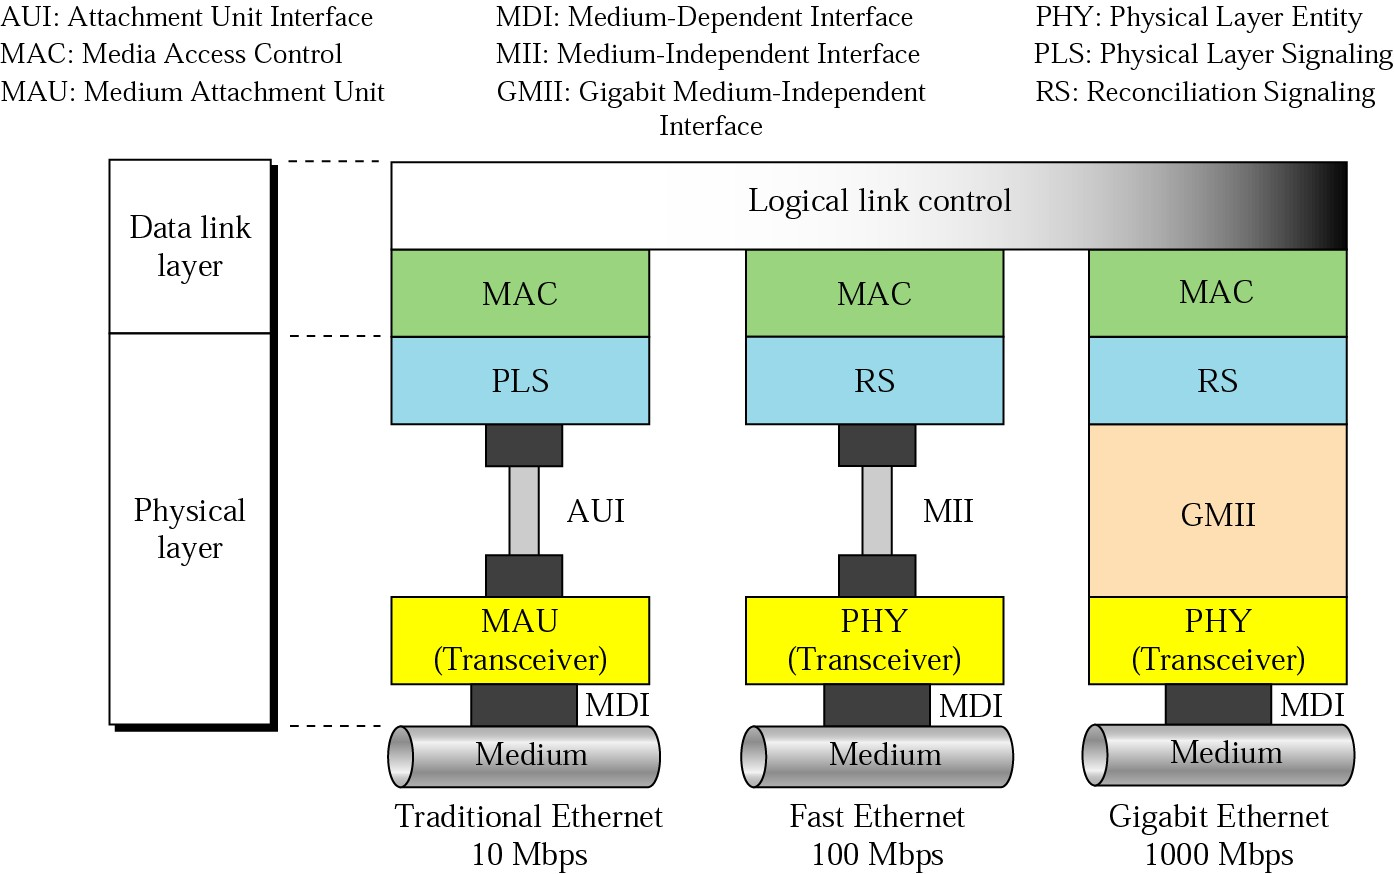 AUI: Attachment Unit Interface
MDI: Medium-Dependent Interface
PHY: Physical Layer Entity
MAC: Media Access Control
MII: Medium-Independent Interface
PLS: Physical Layer Signaling
MAU: Medium Attachment Unit
GMII: Gigabit Medium-Independent
Interface
RS: Reconciliation Signaling
Data link
layer
Physical
layer
Logical link control
MAC
MAC
MAC
PLS
RS
RS
AUI
MII
GMII
MAU
(Transceiver)
PHY
(Transceiver)
PHY
(Transceiver)
MDI
MDI
MDI
Medium
Medium
Medium
Traditional Ethernet
10 Mbps
Fast Ethernet
100 Mbps
Gigabit Ethernet
1000 Mbps